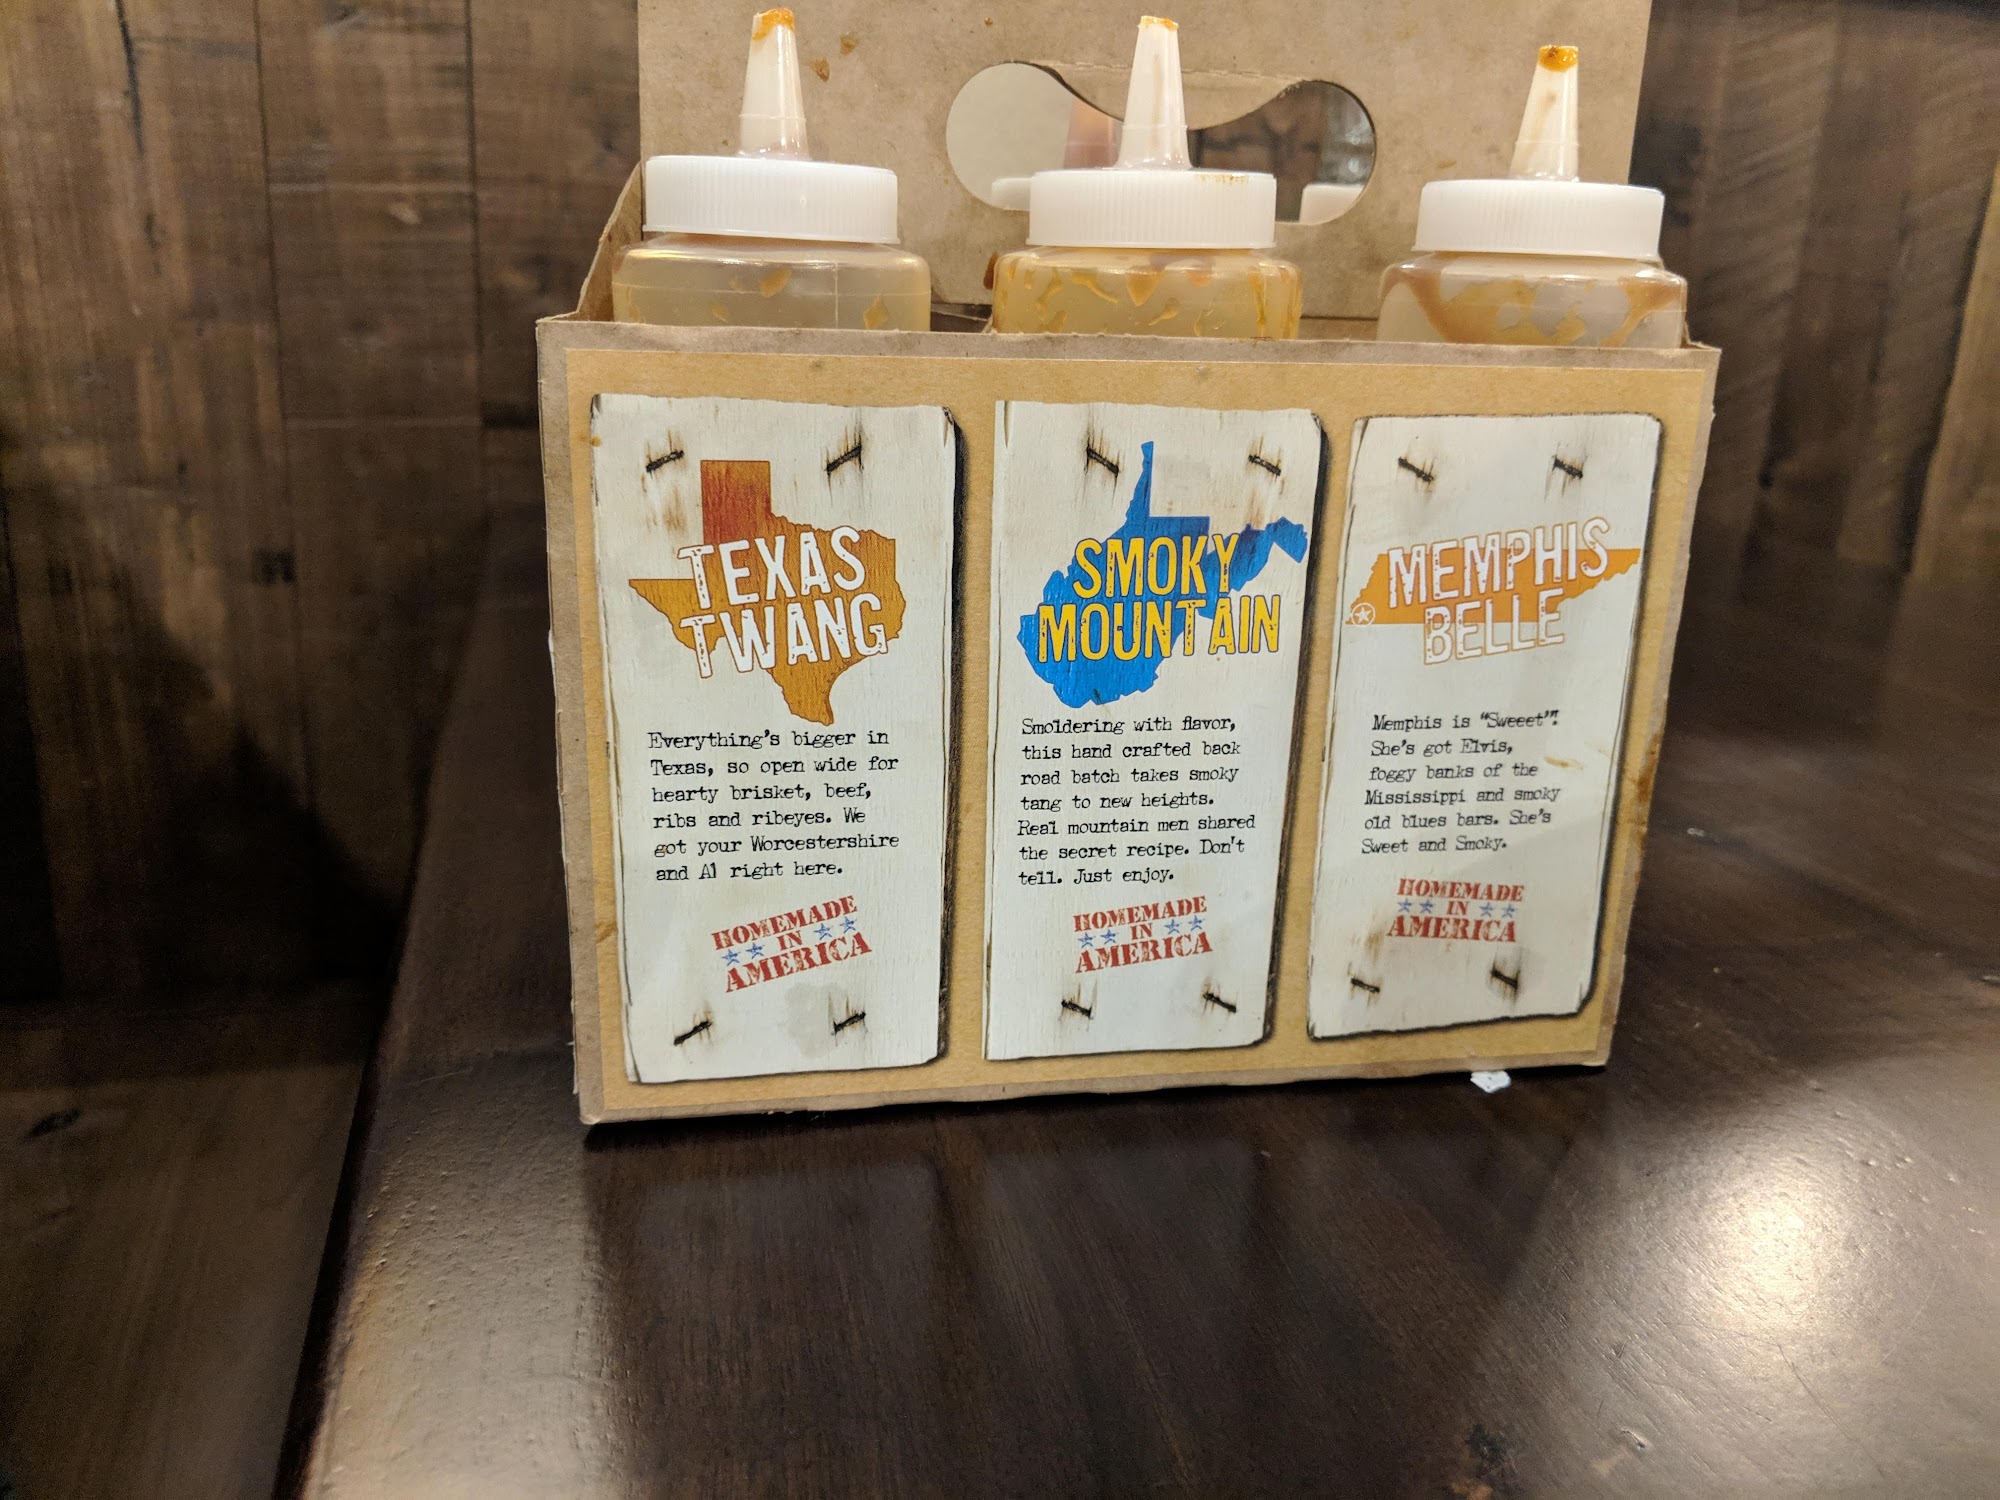 TEXAS
TWANG
Everything's bigger in
Texas, so open wide for
hearty brisket, beef,
ribs and ribeyes. We
got your Worcestershire
and A1 right here.
HOMEMADE
IN
AMERICA
SMOKY
MOUNTAIN
Smoldering with flavor,
this hand crafted back
road batch takes smoky
tang to new heights.
Real mountain men shared
the secret recipe. Don't
tell. Just enjoy.
HOMEMADE
IN
AMERICA
MEMPHIS
BELLE
Memphis is "Sweeet"!
She's got Elvis,
foggy banks of the
Mississippi and smoky
old blues bars. She's
Sweet and Smoky.
HOMEMADE
IN
AMERICA